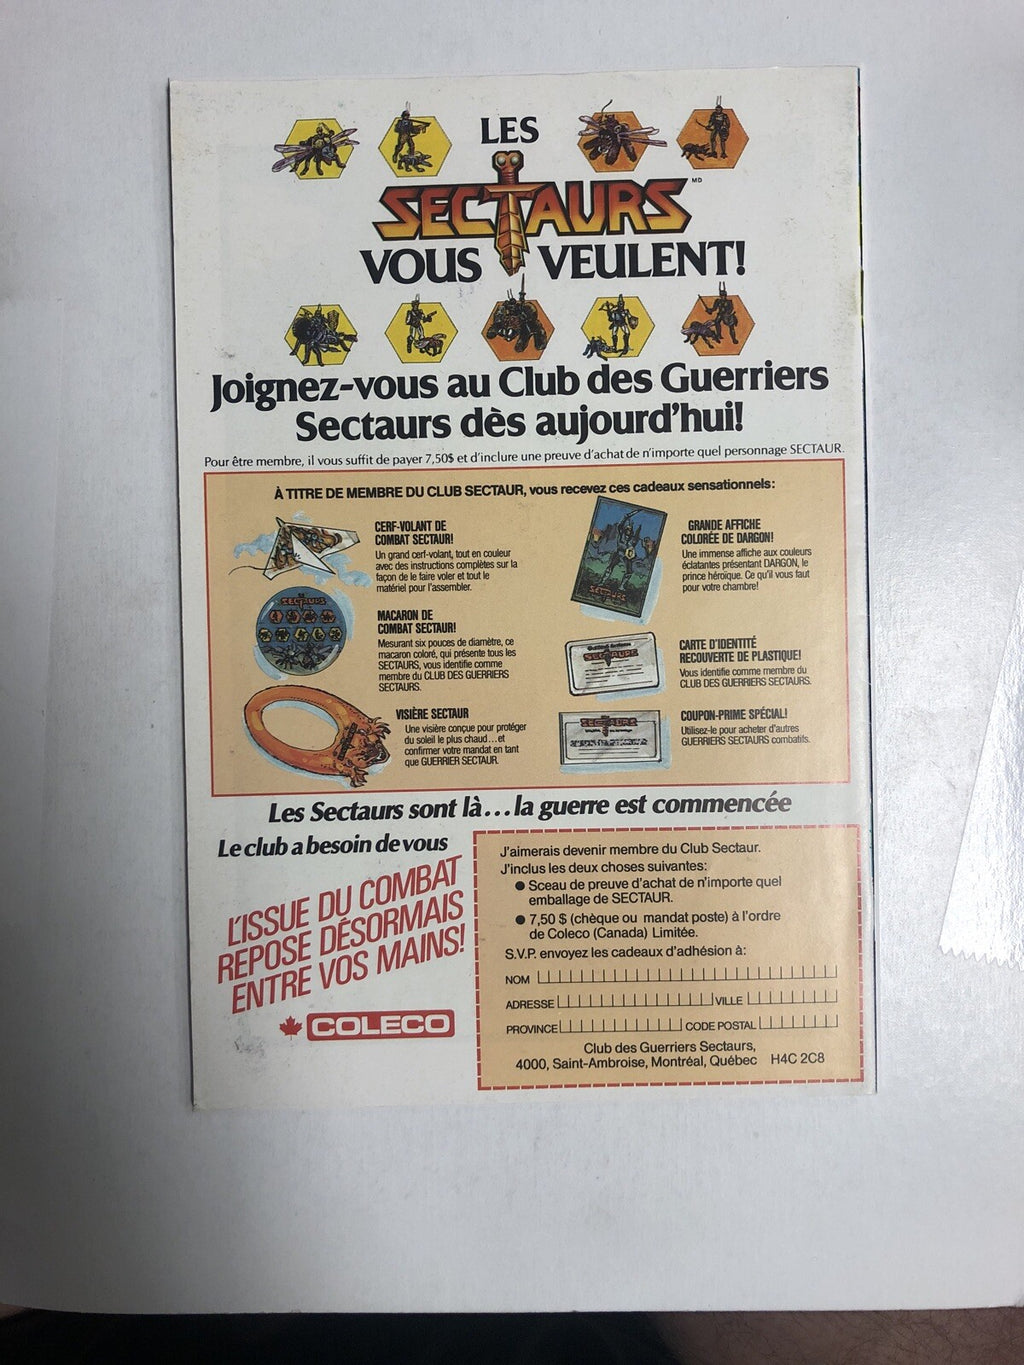 LES
SECTAURS MD
VOUS VEULENT!
Joignez-vous au Club des Guerriers
Sectaurs dès aujourd'hui!
Pour être membre, il vous suffit de payer 7,50$ et d'inclure une preuve d'achat de n'importe quel personnage SECTAUR.
À TITRE DE MEMBRE DU CLUB SECTAUR, vous recevez ces cadeaux sensationnels:
CERF-VOLANT DE
COMBAT SECTAUR!
Un grand cerf-volant, tout en couleur
avec des instructions complètes sur la
façon de le faire voler et tout le
matériel pour l'assembler.
MACARON DE
COMBAT SECTAUR!
Mesurant six pouces de diamètre, ce
macaron coloré, qui présente tous les
SECTAURS, vous identifie comme
membre du CLUB DES GUERRIERS
SECTAURS.
VISIÈRE SECTAUR
Une visière conçue pour protéger
du soleil le plus chaud...et
confirmer votre mandat en tant
que GUERRIER SECTAUR.
GRANDE AFFICHE
COLORÉE DE DARGON!
Une immense affiche aux couleurs
éclatantes présentant DARGON, le
prince héroïque. Ce qu'il vous faut
pour votre chambre!
CARTE D'IDENTITÉ
RECOUVERTE DE PLASTIQUE!
Vous identifie comme membre du
CLUB DES GUERRIERS SECTAURS.
COUPON-PRIME SPÉCIAL!
Utilisez-le pour acheter d'autres
GUERRIERS SECTAURS combatifs.
SECTAURS
SECTAURS
SECTAURS
SECTAURS
Les Sectaurs sont là...la guerre est commencée
Le club a besoin de vous
L'ISSUE DU COMBAT
REPOSE DÉSORMAIS
ENTRE VOS MAINS!
COLECO
J'aimerais devenir membre du Club Sectaur.
J'inclus les deux choses suivantes:
● Sceau de preuve d'achat de n'importe quel
emballage de SECTAUR.
● 7,50 $ (chèque ou mandat poste) à l'ordre
de Coleco (Canada) Limitée.
S.V.P. envoyez les cadeaux d'adhésion à:
NOM
ADRESSE VILLE
PROVINCE CODE POSTAL
Club des Guerriers Sectaurs,
4000, Saint-Ambroise, Montréal, Québec H4C 2C8